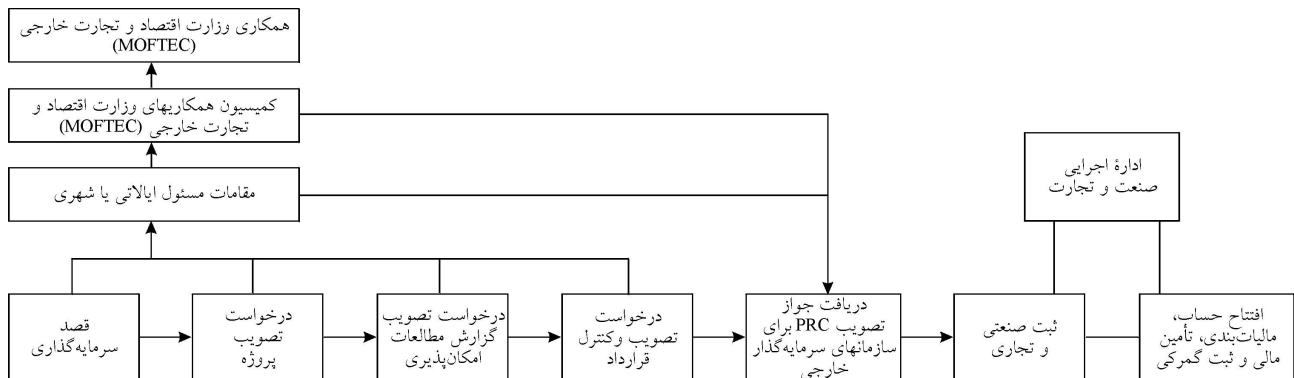 همکاری وزارت اقتصاد و تجارت خارجی
(MOFTEC)
کمیسیون همکاریهای وزارت اقتصاد و
تجارت خارجی (MOFTEC)
مقامات مسئول ایالاتی یا شهری
ادارهٔ اجرایی
صنعت و تجارت
قصد
سرمایه‌گذاری
درخواست
تصویب
پروژه
درخواست تصویب
گزارش مطالعات
امکان‌پذیری
درخواست
تصویب وکنترل
قرارداد
دریافت جواز
تصویب PRC برای
سازمانهای سرمایه‌گذار
خارجی
ثبت صنعتی
و تجاری
افتتاح حساب،
مالیات‌بندی، تأمین
مالی و ثبت گمرکی